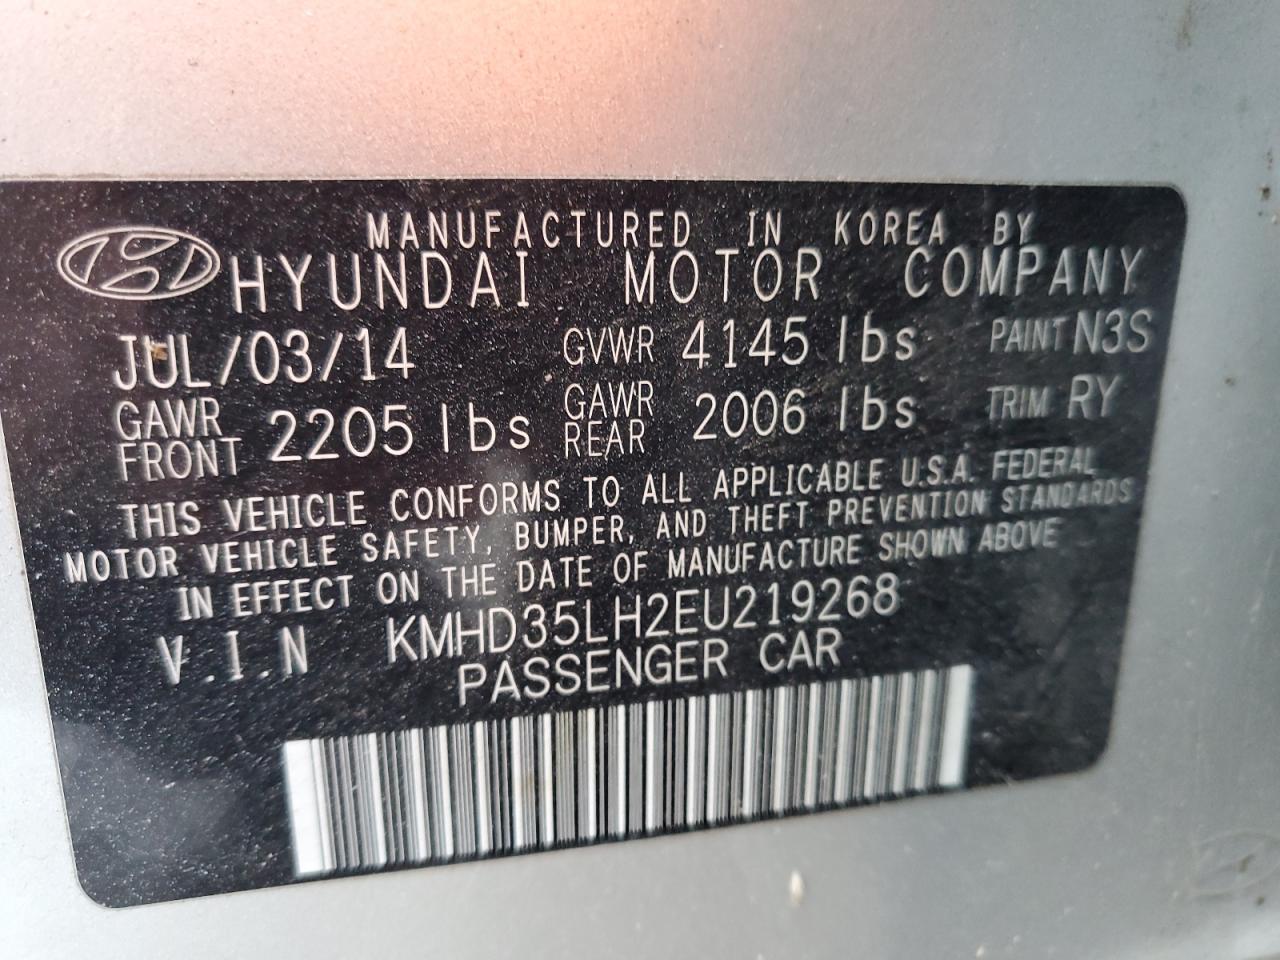 MANUFACTURED IN KOREA BY
HYUNDAI MOTOR COMPANY
JUL/03/14 GVWR 4145 lbs PAINT N3S
GAWR FRONT 2205 lbs GAWR REAR 2006 lbs TRIM RY
THIS VEHICLE CONFORMS TO ALL APPLICABLE U.S.A. FEDERAL
MOTOR VEHICLE SAFETY, BUMPER, AND THEFT PREVENTION STANDARDS
IN EFFECT ON THE DATE OF MANUFACTURE SHOWN ABOVE
V.I.N KMHD35LH2EU219268
PASSENGER CAR